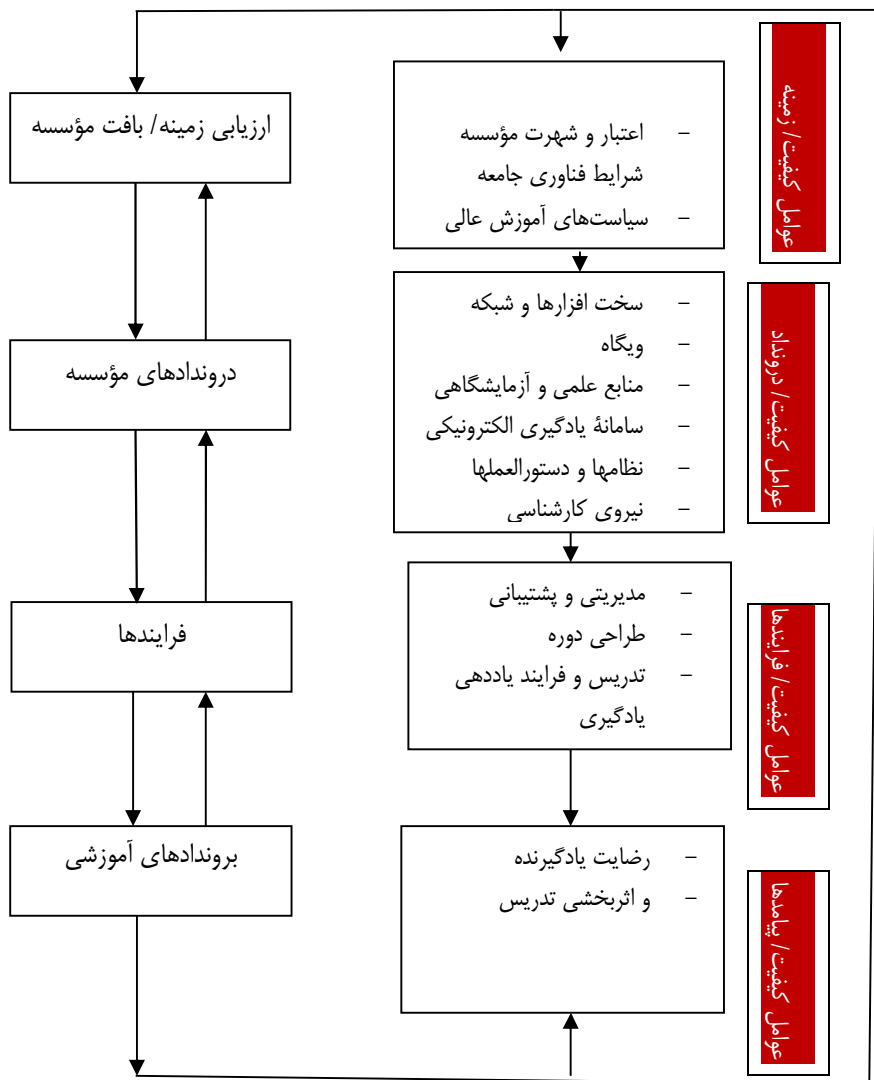 عوامل کیفیت/ زمینه
- اعتبار و شهرت مؤسسه
شرایط فناوری جامعه
- سیاست‌های آموزش عالی
ارزیابی زمینه/ بافت مؤسسه
عوامل کیفیت/ درونداد
- سخت افزارها و شبکه
- ویگاه
- منابع علمی و آزمایشگاهی
- سامانۀ یادگیری الکترونیکی
- نظامها و دستورالعملها
- نیروی کارشناسی
دروندادهای مؤسسه
عوامل کیفیت/ فرایندها
- مدیریتی و پشتیبانی
- طراحی دوره
- تدریس و فرایند یاددهی
یادگیری
فرایندها
عوامل کیفیت/ پیامدها
- رضایت یادگیرنده
- و اثربخشی تدریس
بروندادهای آموزشی